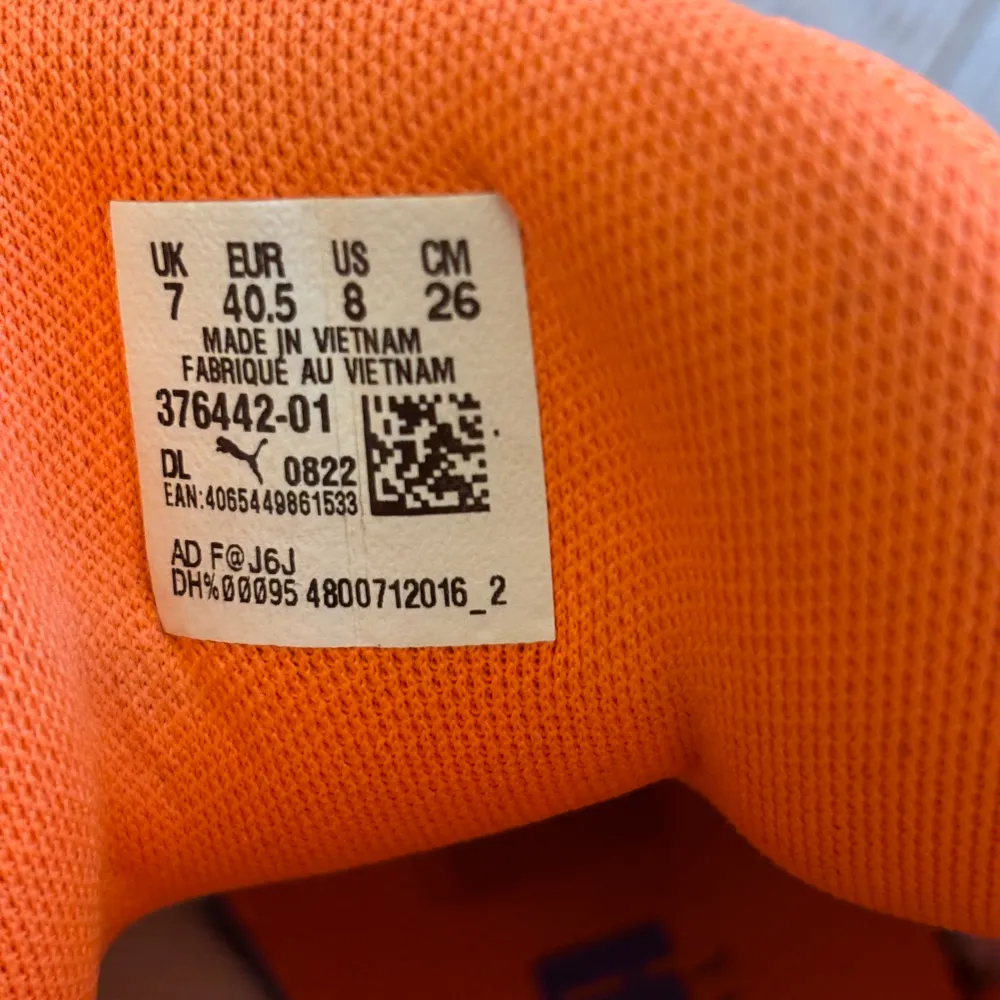 UK EUR US CM
7 40.5 8 26
MADE IN VIETNAM
FABRIQUÉ AU VIETNAM
376442-01
DL 0822
EAN:4065449861533
AD F@J6J
DH%ØØØ95 4800712016_2